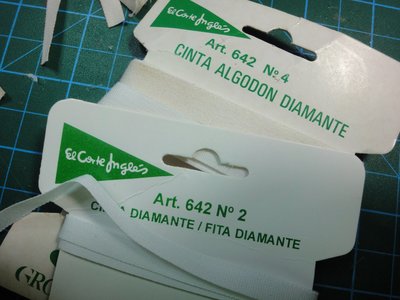 El Corte Inglés
Art. 642 Nº 4
CINTA ALGODON DIAMANTE
El Corte Inglés
Art. 642 Nº 2
CINTA DIAMANTE / FITA DIAMANTE
GRO